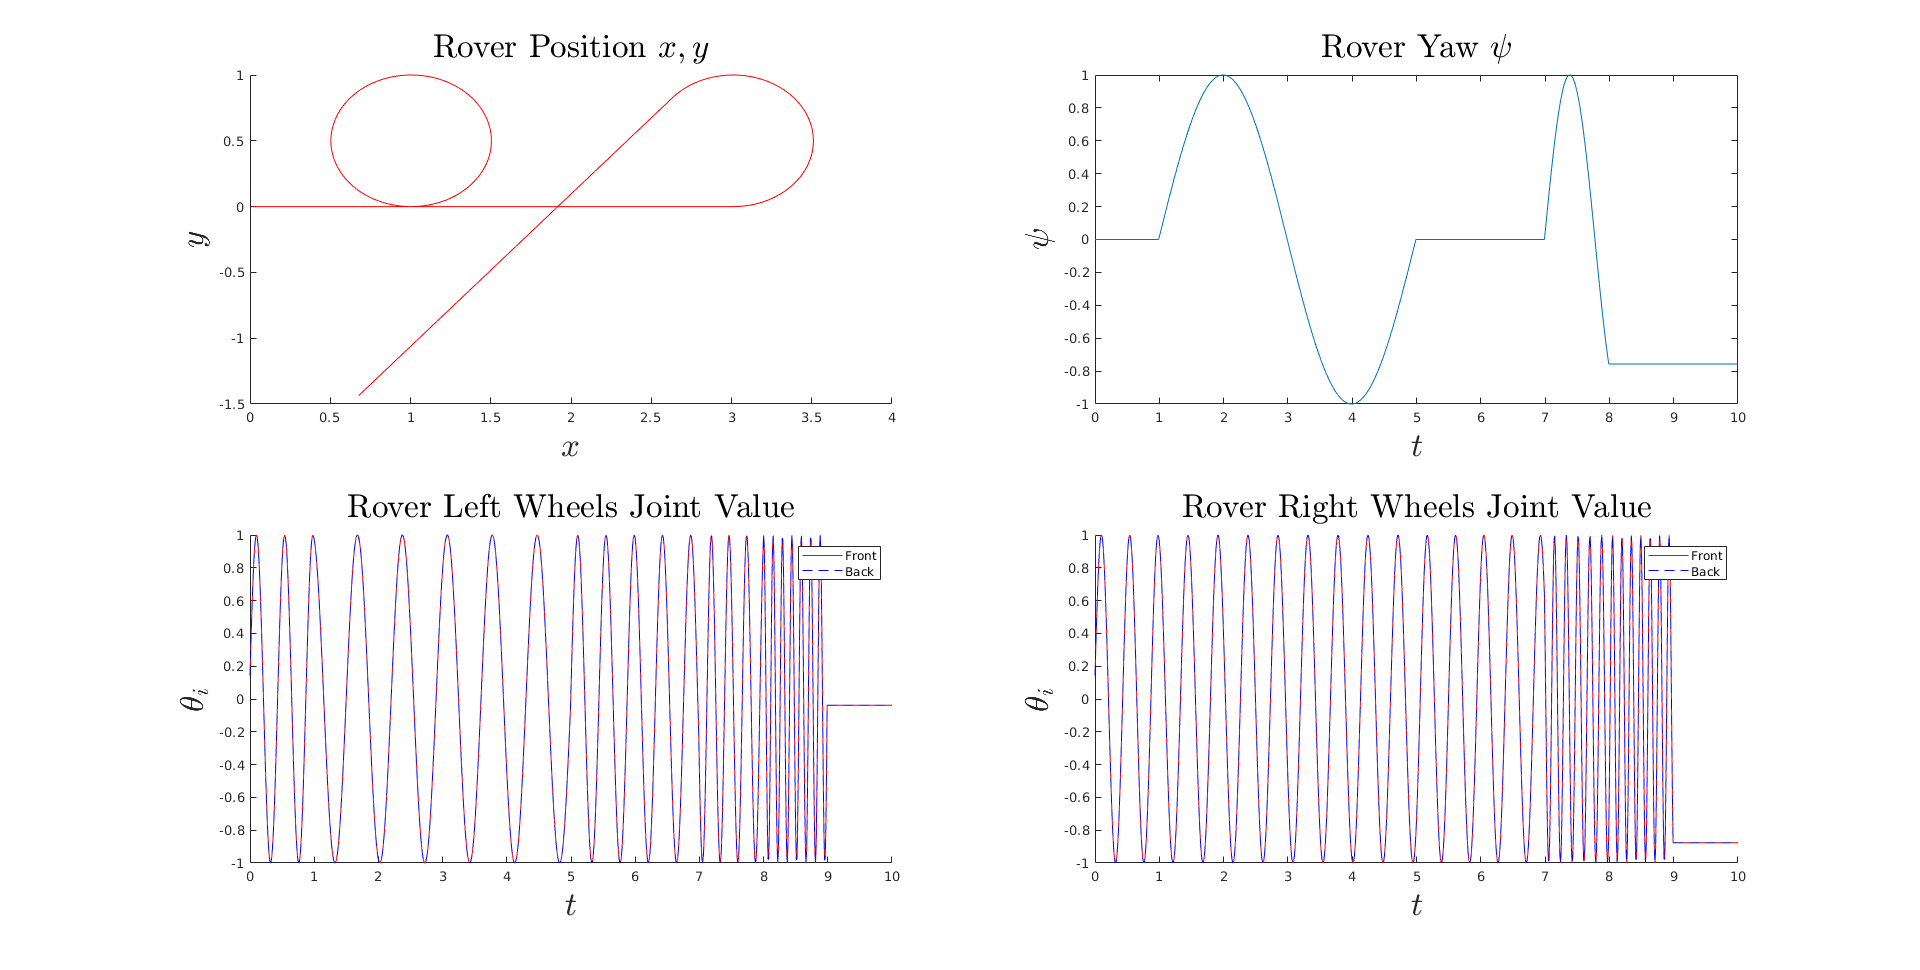 Rover Position x, y
1
0.5
0
-0.5
-1
-1.5
y
0 0.5 1 1.5 2 2.5 3 3.5 4
x
Rover Yaw ψ
1
0.8
0.6
0.4
0.2
0
-0.2
-0.4
-0.6
-0.8
-1
ψ
0 1 2 3 4 5 6 7 8 9 10
t
Rover Left Wheels Joint Value
1
0.8
0.6
0.4
0.2
0
-0.2
-0.4
-0.6
-0.8
-1
θi
Front
Back
0 1 2 3 4 5 6 7 8 9 10
t
Rover Right Wheels Joint Value
1
0.8
0.6
0.4
0.2
0
-0.2
-0.4
-0.6
-0.8
-1
θi
Front
Back
0 1 2 3 4 5 6 7 8 9 10
t